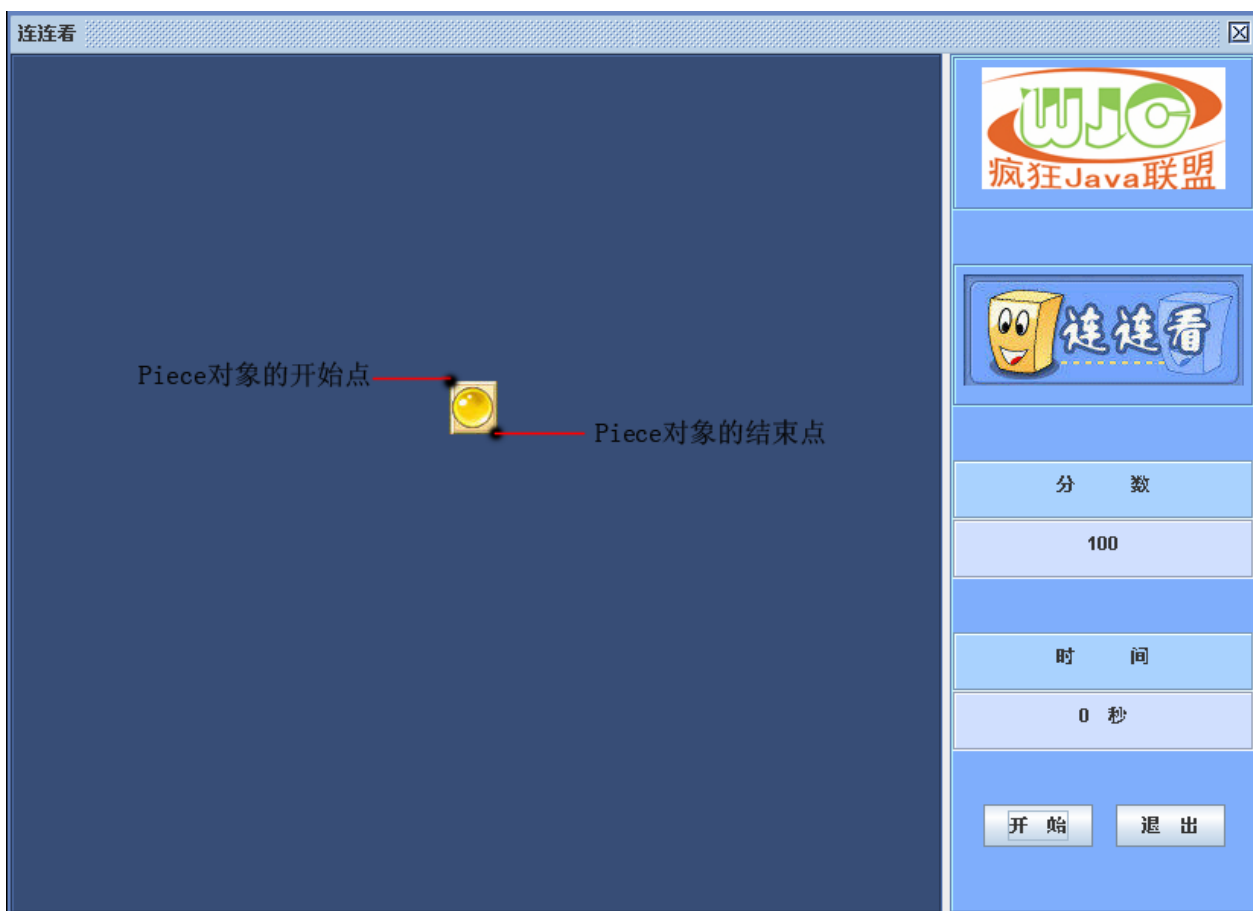 连连看
WJC
疯狂Java联盟
连连看
Piece对象的开始点
Piece对象的结束点
分 数
100
时 间
0 秒
开 始
退 出